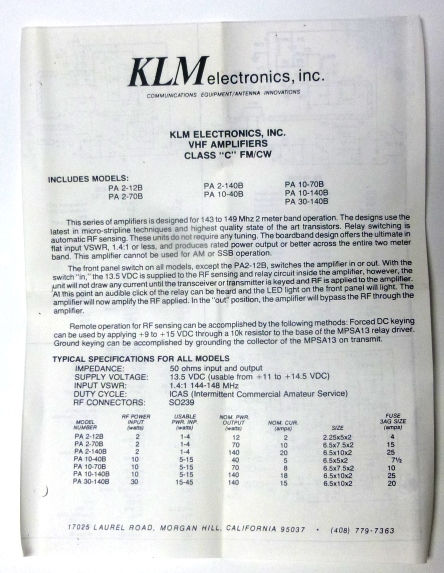 KLM electronics, inc.
COMMUNICATIONS EQUIPMENT/ANTENNA INNOVATIONS
KLM ELECTRONICS, INC.
VHF AMPLIFIERS
CLASS "C" FM/CW
INCLUDES MODELS:
PA 2-12B PA 2-140B PA 10-70B
PA 2-70B PA 10-40B PA 10-140B
PA 30-140B
This series of amplifiers is designed for 143 to 149 Mhz 2 meter band operation. The designs use the
latest in micro-stripline techniques and highest quality state of the art transistors. Relay switching is
automatic RF sensing. These units do not require any tuning. The boardband design offers the ultimate in
flat input VSWR, 1.4:1 or less, and produces rated power output or better across the entire two meter
band. This amplifier cannot be used for AM or SSB operation.
The front panel switch on all models, except the PA2-12B, switches the amplifier in or out. With the
switch "in," the 13.5 VDC is supplied to the RF sensing and relay circuit inside the amplifier, however, the
unit will not draw any current until the transceiver or transmitter is keyed and RF is applied to the amplifier.
At this point an audible click of the relay can be heard and the LED light on the front panel will light. The
amplifier will now amplify the RF applied. In the "out" position, the amplifier will bypass the RF through the
amplifier.
Remote operation for RF sensing can be accomplished by the following methods: Forced DC keying
can be used by applying +9 to +15 VDC through a 10k resistor to the base of the MPSA13 relay driver.
Ground keying can be accomplished by grounding the collector of the MPSA13 on transmit.
TYPICAL SPECIFICATIONS FOR ALL MODELS
IMPEDANCE: 50 ohms input and output
SUPPLY VOLTAGE: 13.5 VDC (usable from +11 to +14.5 VDC)
INPUT VSWR: 1.4:1 144-148 MHz
DUTY CYCLE: ICAS (Intermittent Commercial Amateur Service)
RF CONNECTORS: SO239
MODEL NUMBER RF POWER INPUT (watts) USABLE PWR. INP. (watts) NOM. PWR. OUTPUT (watts) NOM. CUR. (amps) SIZE FUSE 3AG SIZE (amps)
PA 2-12B 2 1-4 12 2 2.25x5x2 4
PA 2-70B 2 1-4 70 10 6.5x7.5x2 15
PA 2-140B 2 1-4 140 20 6.5x10x2 25
PA 10-40B 10 5-15 40 5 6.5x5x2 7½
PA 10-70B 10 5-15 70 8 6.5x7.5x2 10
PA 10-140B 10 5-15 140 18 6.5x10x2 25
PA 30-140B 30 15-45 140 15 6.5x10x2 20
17025 LAUREL ROAD, MORGAN HILL, CALIFORNIA 95037 • (408) 779-7363